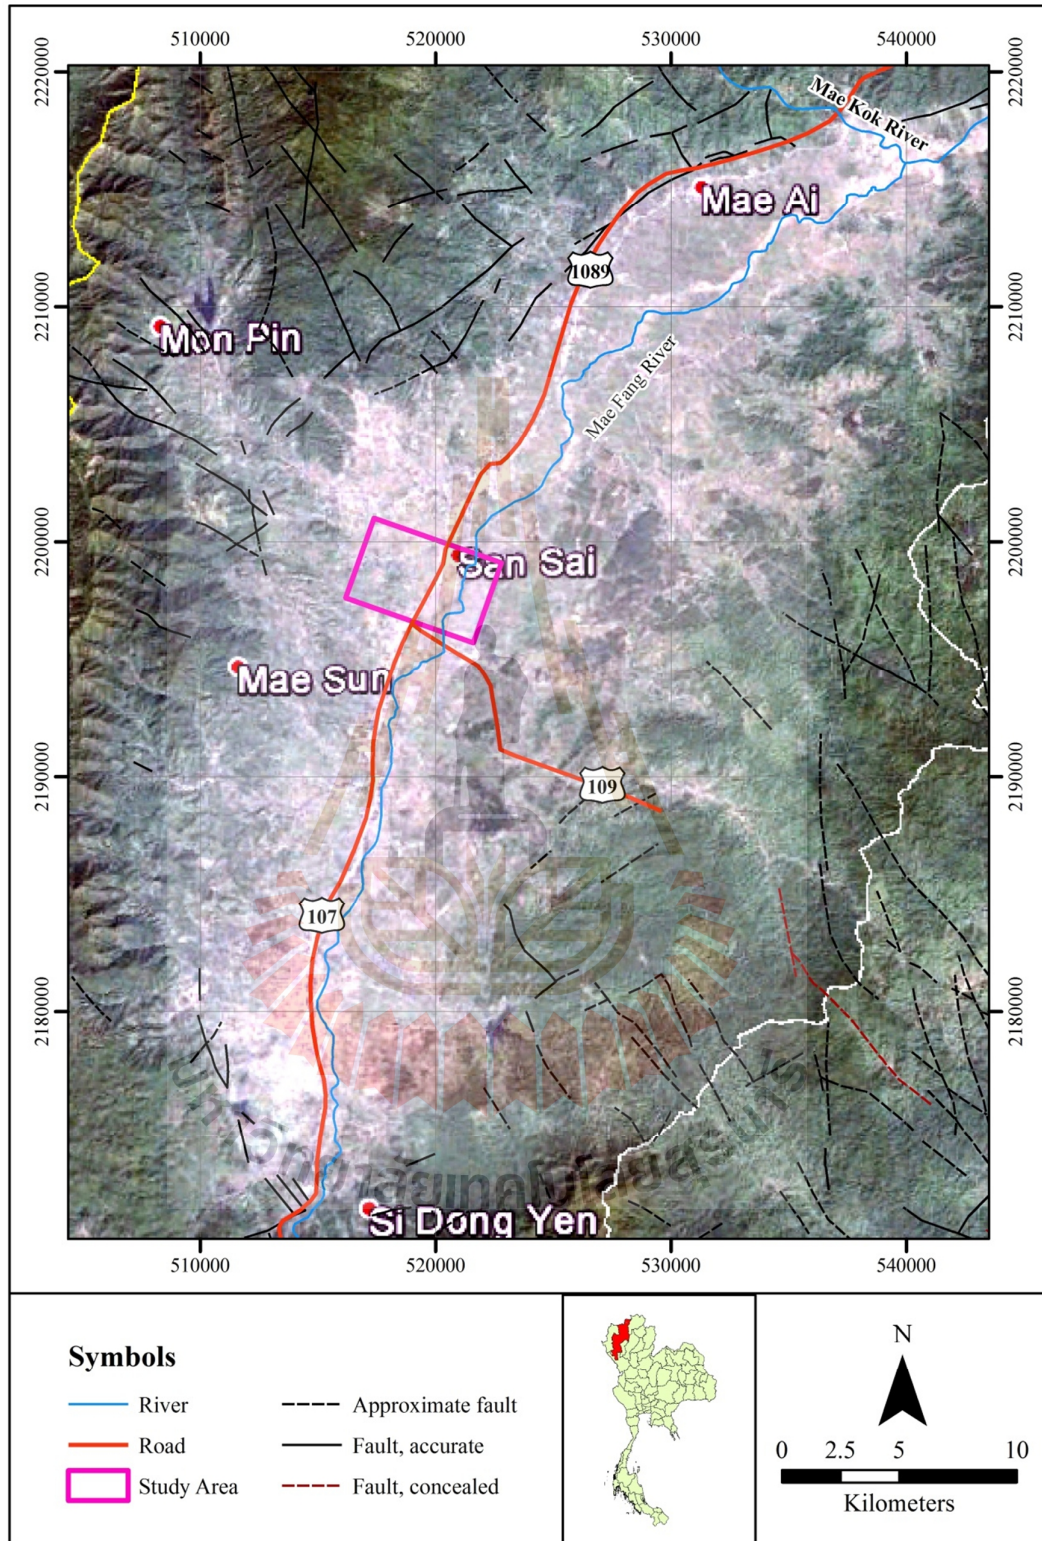 510000
520000
530000
540000
2220000
2220000
Mae Kok River
Mae Ai
1089
2210000
2210000
Mon Pin
Mae Fang River
2200000
2200000
San Sai
Mae Sun
2190000
2190000
109
107
2180000
2180000
Si Dong Yen
510000
520000
530000
540000
Symbols
River
Road
Study Area
Approximate fault
Fault, accurate
Fault, concealed
N
0
2.5
5
10
Kilometers